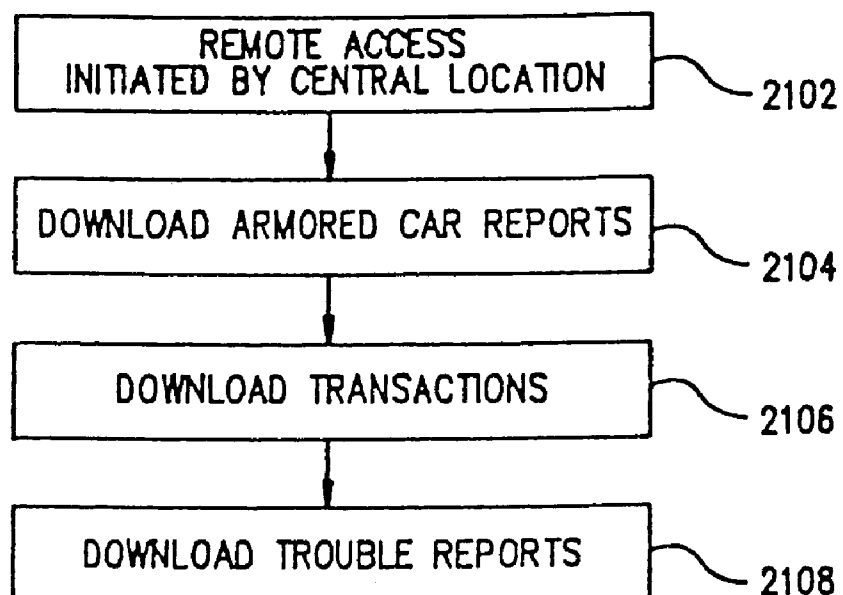 REMOTE ACCESS
INITIATED BY CENTRAL LOCATION
2102
DOWNLOAD ARMORED CAR REPORTS
2104
DOWNLOAD TRANSACTIONS
2106
DOWNLOAD TROUBLE REPORTS
2108